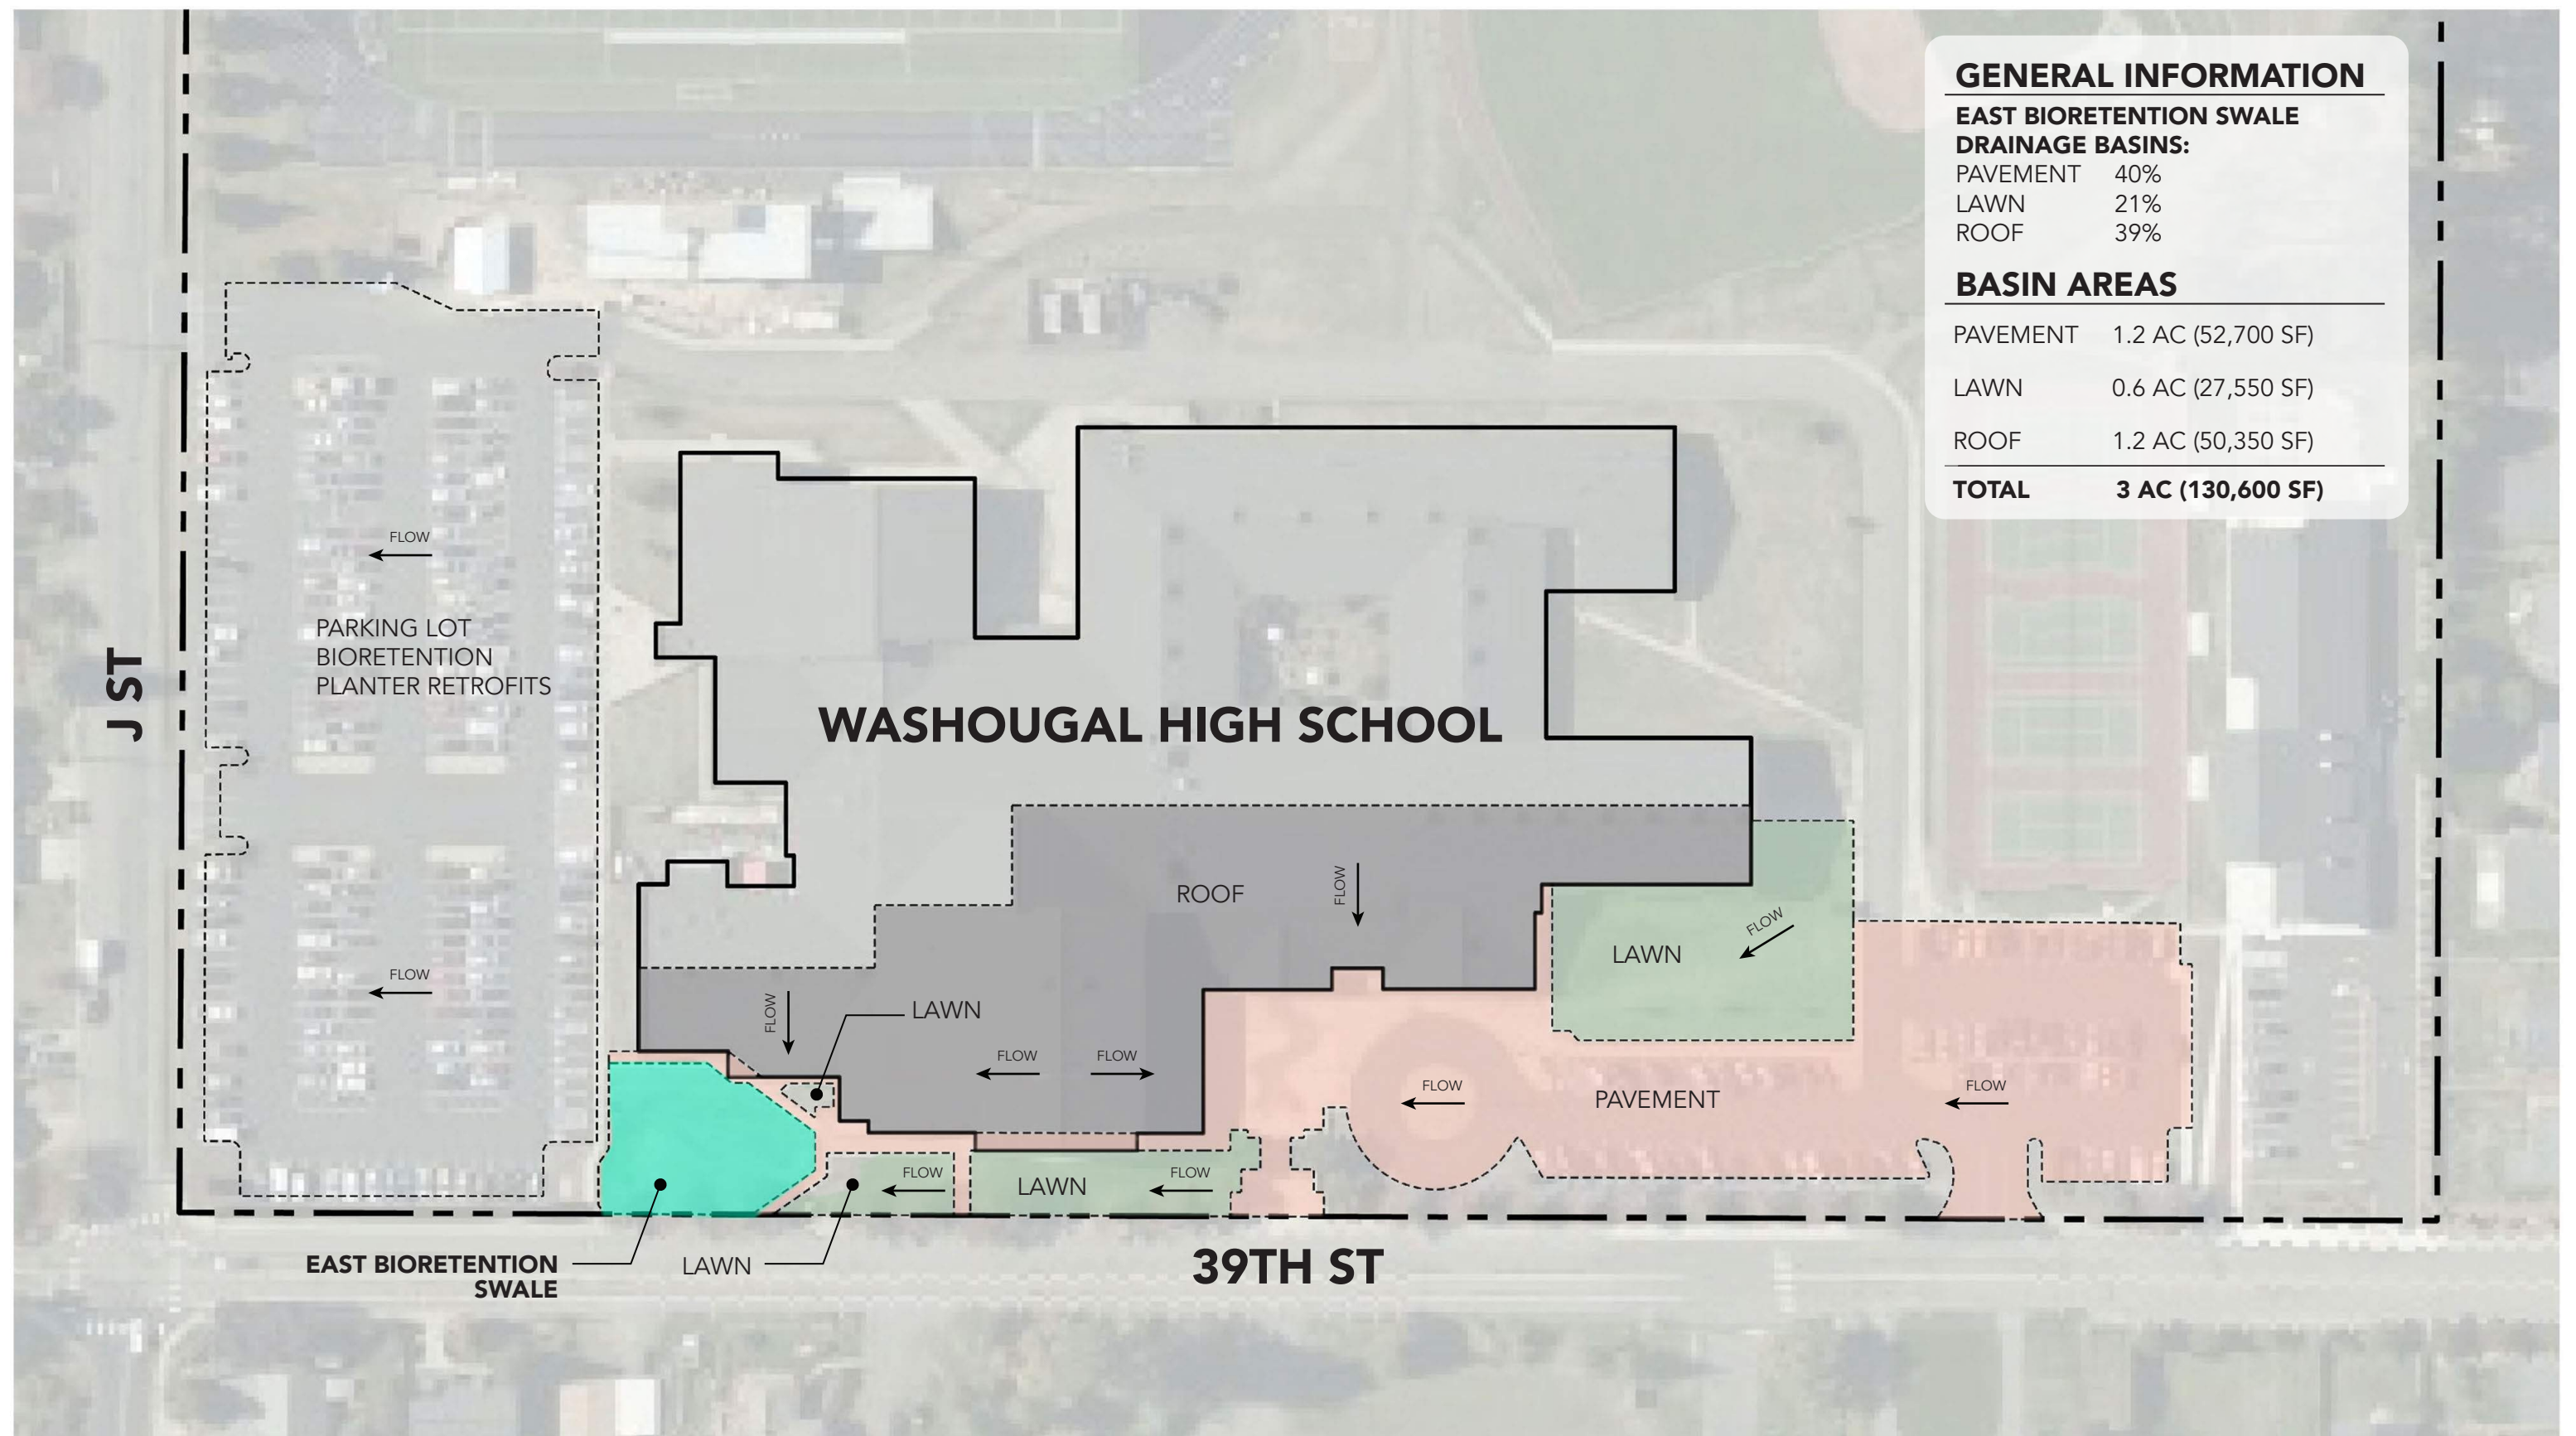 GENERAL INFORMATION
EAST BIORETENTION SWALE
DRAINAGE BASINS:
PAVEMENT 40%
LAWN 21%
ROOF 39%
BASIN AREAS
PAVEMENT 1.2 AC (52,700 SF)
LAWN 0.6 AC (27,550 SF)
ROOF 1.2 AC (50,350 SF)
TOTAL 3 AC (130,600 SF)
FLOW
PARKING LOT
BIORETENTION
PLANTER RETROFITS
J ST
WASHOUGAL HIGH SCHOOL
ROOF
FLOW
FLOW
LAWN
FLOW
FLOW
LAWN
FLOW
FLOW
FLOW
PAVEMENT
FLOW
FLOW
LAWN
FLOW
FLOW
EAST BIORETENTION
SWALE
LAWN
39TH ST